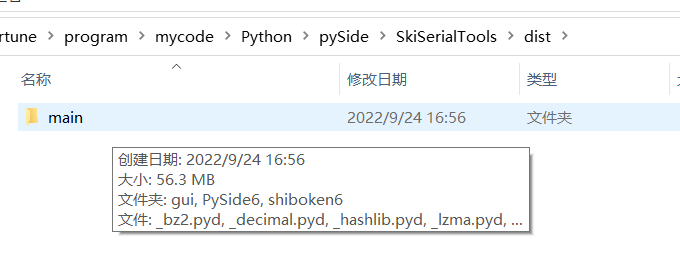 rtune > program > mycode > Python > pySide > SkiSerialTools > dist >
名称 修改日期 类型
main 2022/9/24 16:56 文件夹
创建日期: 2022/9/24 16:56
大小: 56.3 MB
文件夹: gui, PySide6, shiboken6
文件: _bz2.pyd, _decimal.pyd, _hashlib.pyd, _lzma.pyd, ...